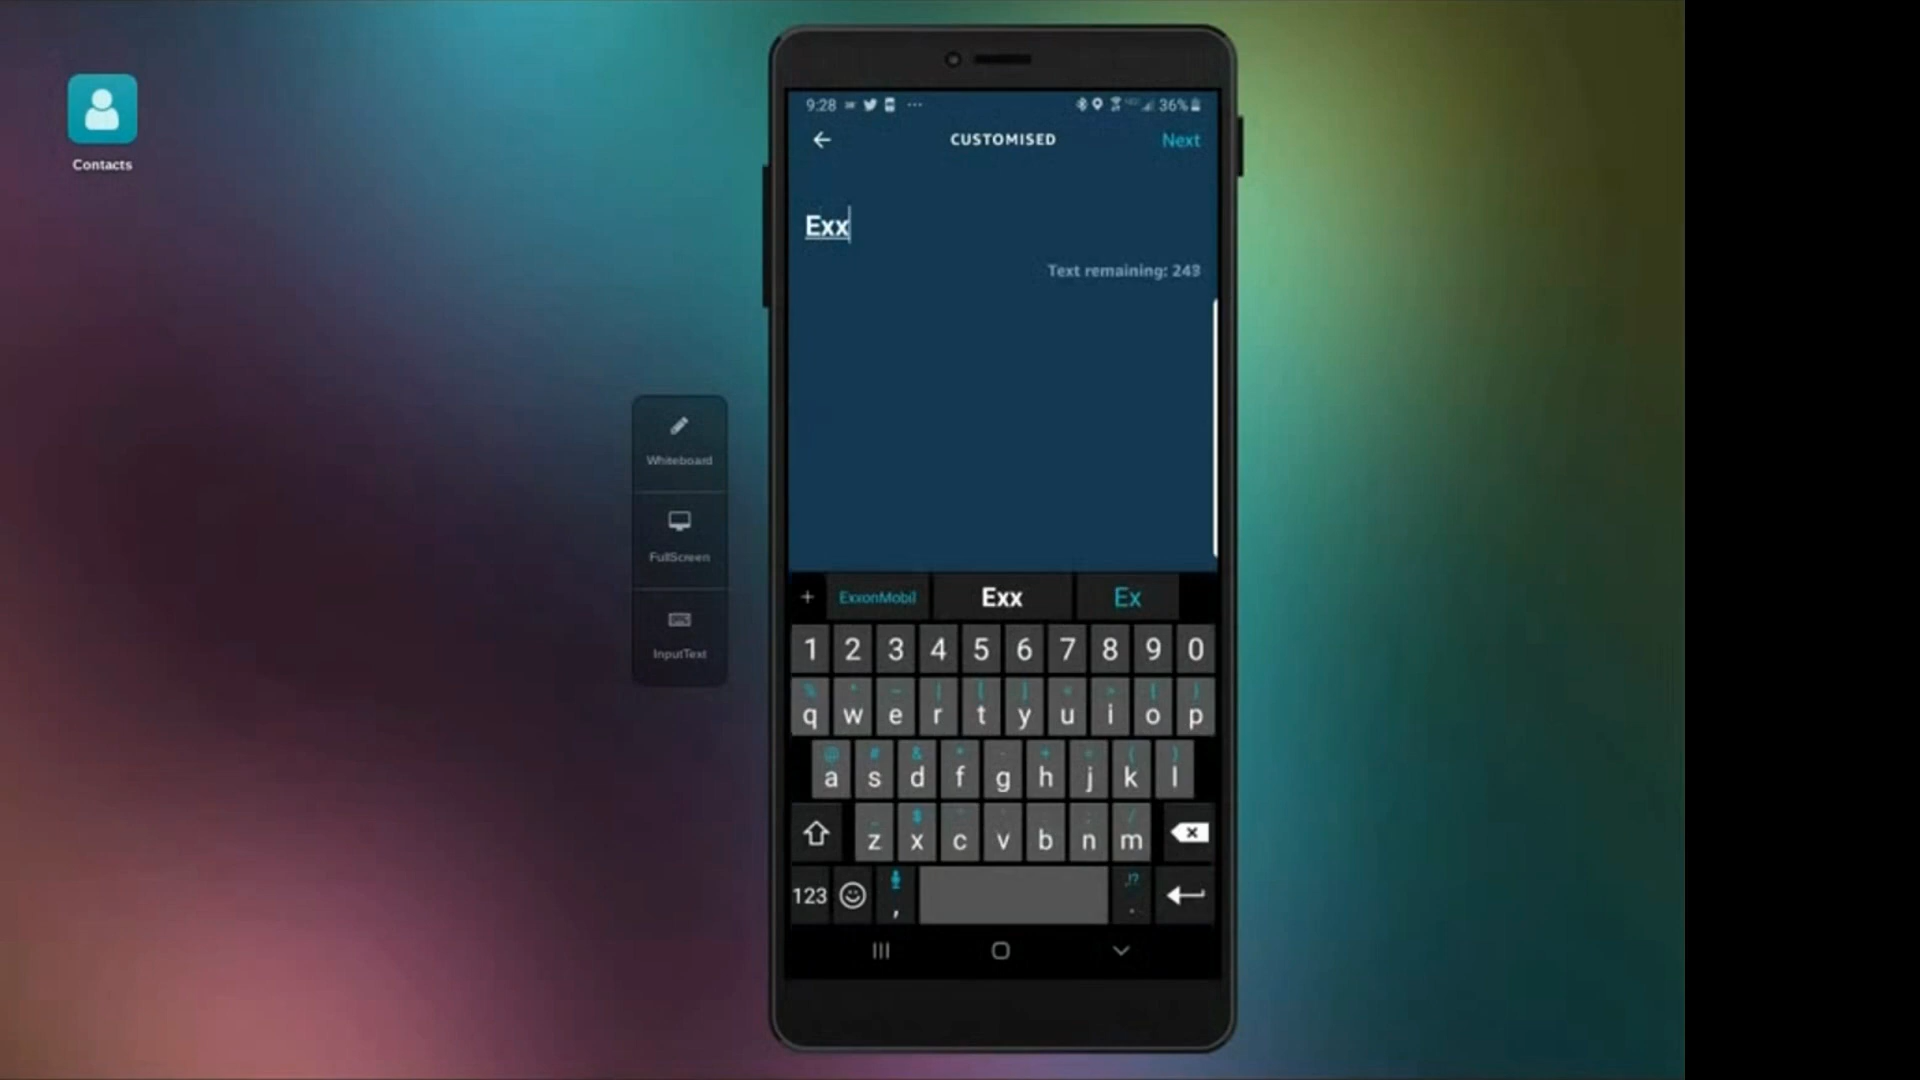 Contacts
Whiteboard
FullScreen
InputText
9:28 36%
CUSTOMISED Next
Exx
Text remaining: 243
+ ExxonMobil Exx Ex
1 2 3 4 5 6 7 8 9 0
q w e r t y u i o p
@ # &
a s d f g h j k l
$
z x c v b n m
123 , .